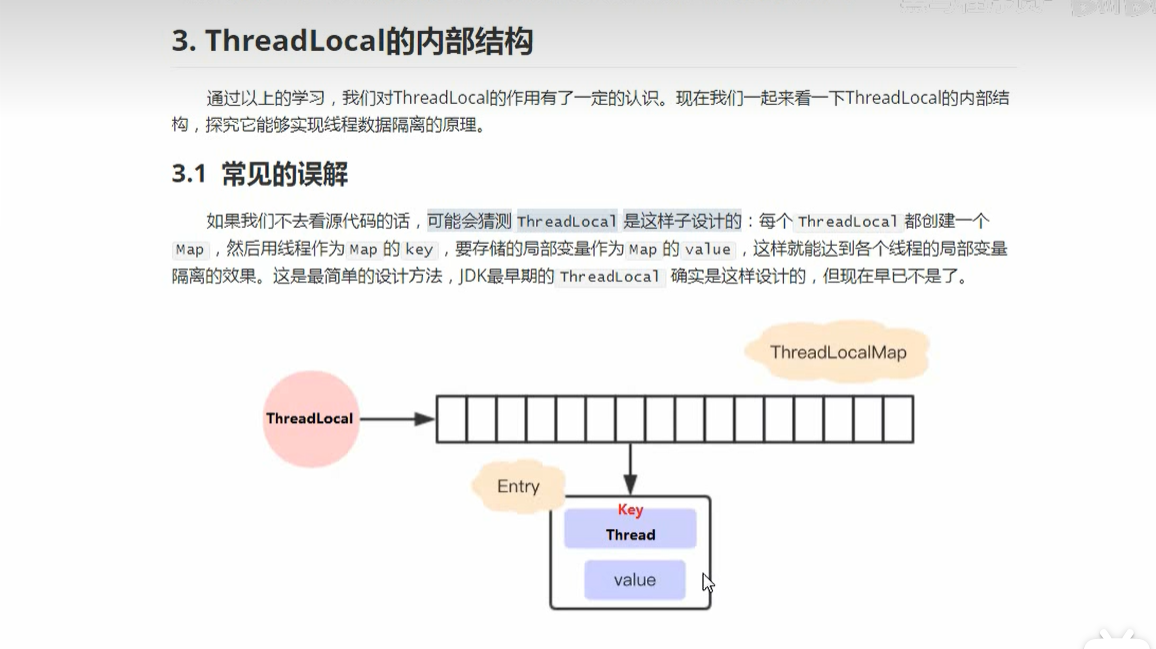 3. ThreadLocal的内部结构
通过以上的学习，我们对ThreadLocal的作用有了一定的认识。现在我们一起来看一下ThreadLocal的内部结
构，探究它能够实现线程数据隔离的原理。
3.1 常见的误解
如果我们不去看源代码的话，可能会猜测 ThreadLocal 是这样子设计的：每个 ThreadLocal 都创建一个
Map ，然后用线程作为 Map 的 key ，要存储的局部变量作为 Map 的 value ，这样就能达到各个线程的局部变量
隔离的效果。这是最简单的设计方法，JDK最早期的 ThreadLocal 确实是这样设计的，但现在早已不是了。
ThreadLocalMap
ThreadLocal
Entry
Key
Thread
value